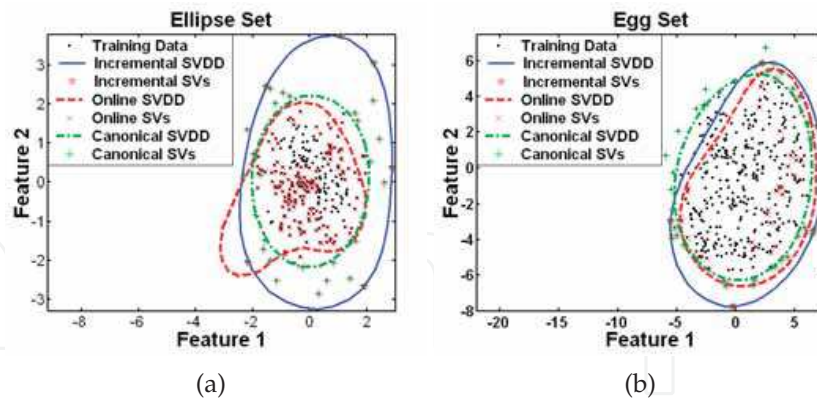 Ellipse Set
Training Data
Incremental SVDD
Incremental SVs
Online SVDD
Online SVs
Canonical SVDD
Canonical SVs
3
2
1
0
-1
-2
-3
Feature 2
-8
-6
-4
-2
0
2
Feature 1
(a)
Egg Set
Training Data
Incremental SVDD
Incremental SVs
Online SVDD
Online SVs
Canonical SVDD
Canonical SVs
6
4
2
0
-2
-4
-6
-8
Feature 2
-20
-15
-10
-5
0
5
Feature 1
(b)